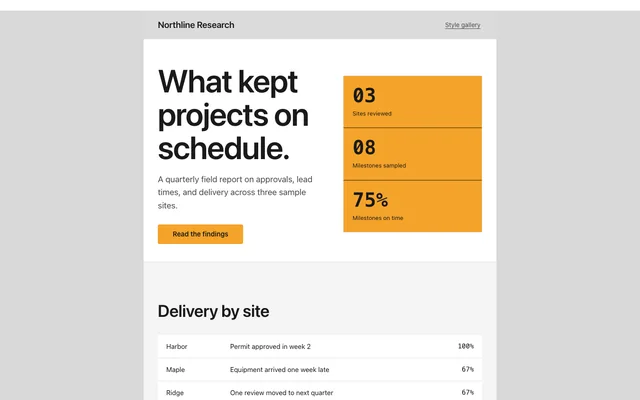 Northline Research
Style gallery
What kept
projects on
schedule.
A quarterly field report on approvals, lead
times, and delivery across three sample
sites.
Read the findings
03
Sites reviewed
08
Milestones sampled
75%
Milestones on time
Delivery by site
Harbor Permit approved in week 2 100%
Maple Equipment arrived one week late 67%
Ridge One review moved to next quarter 67%